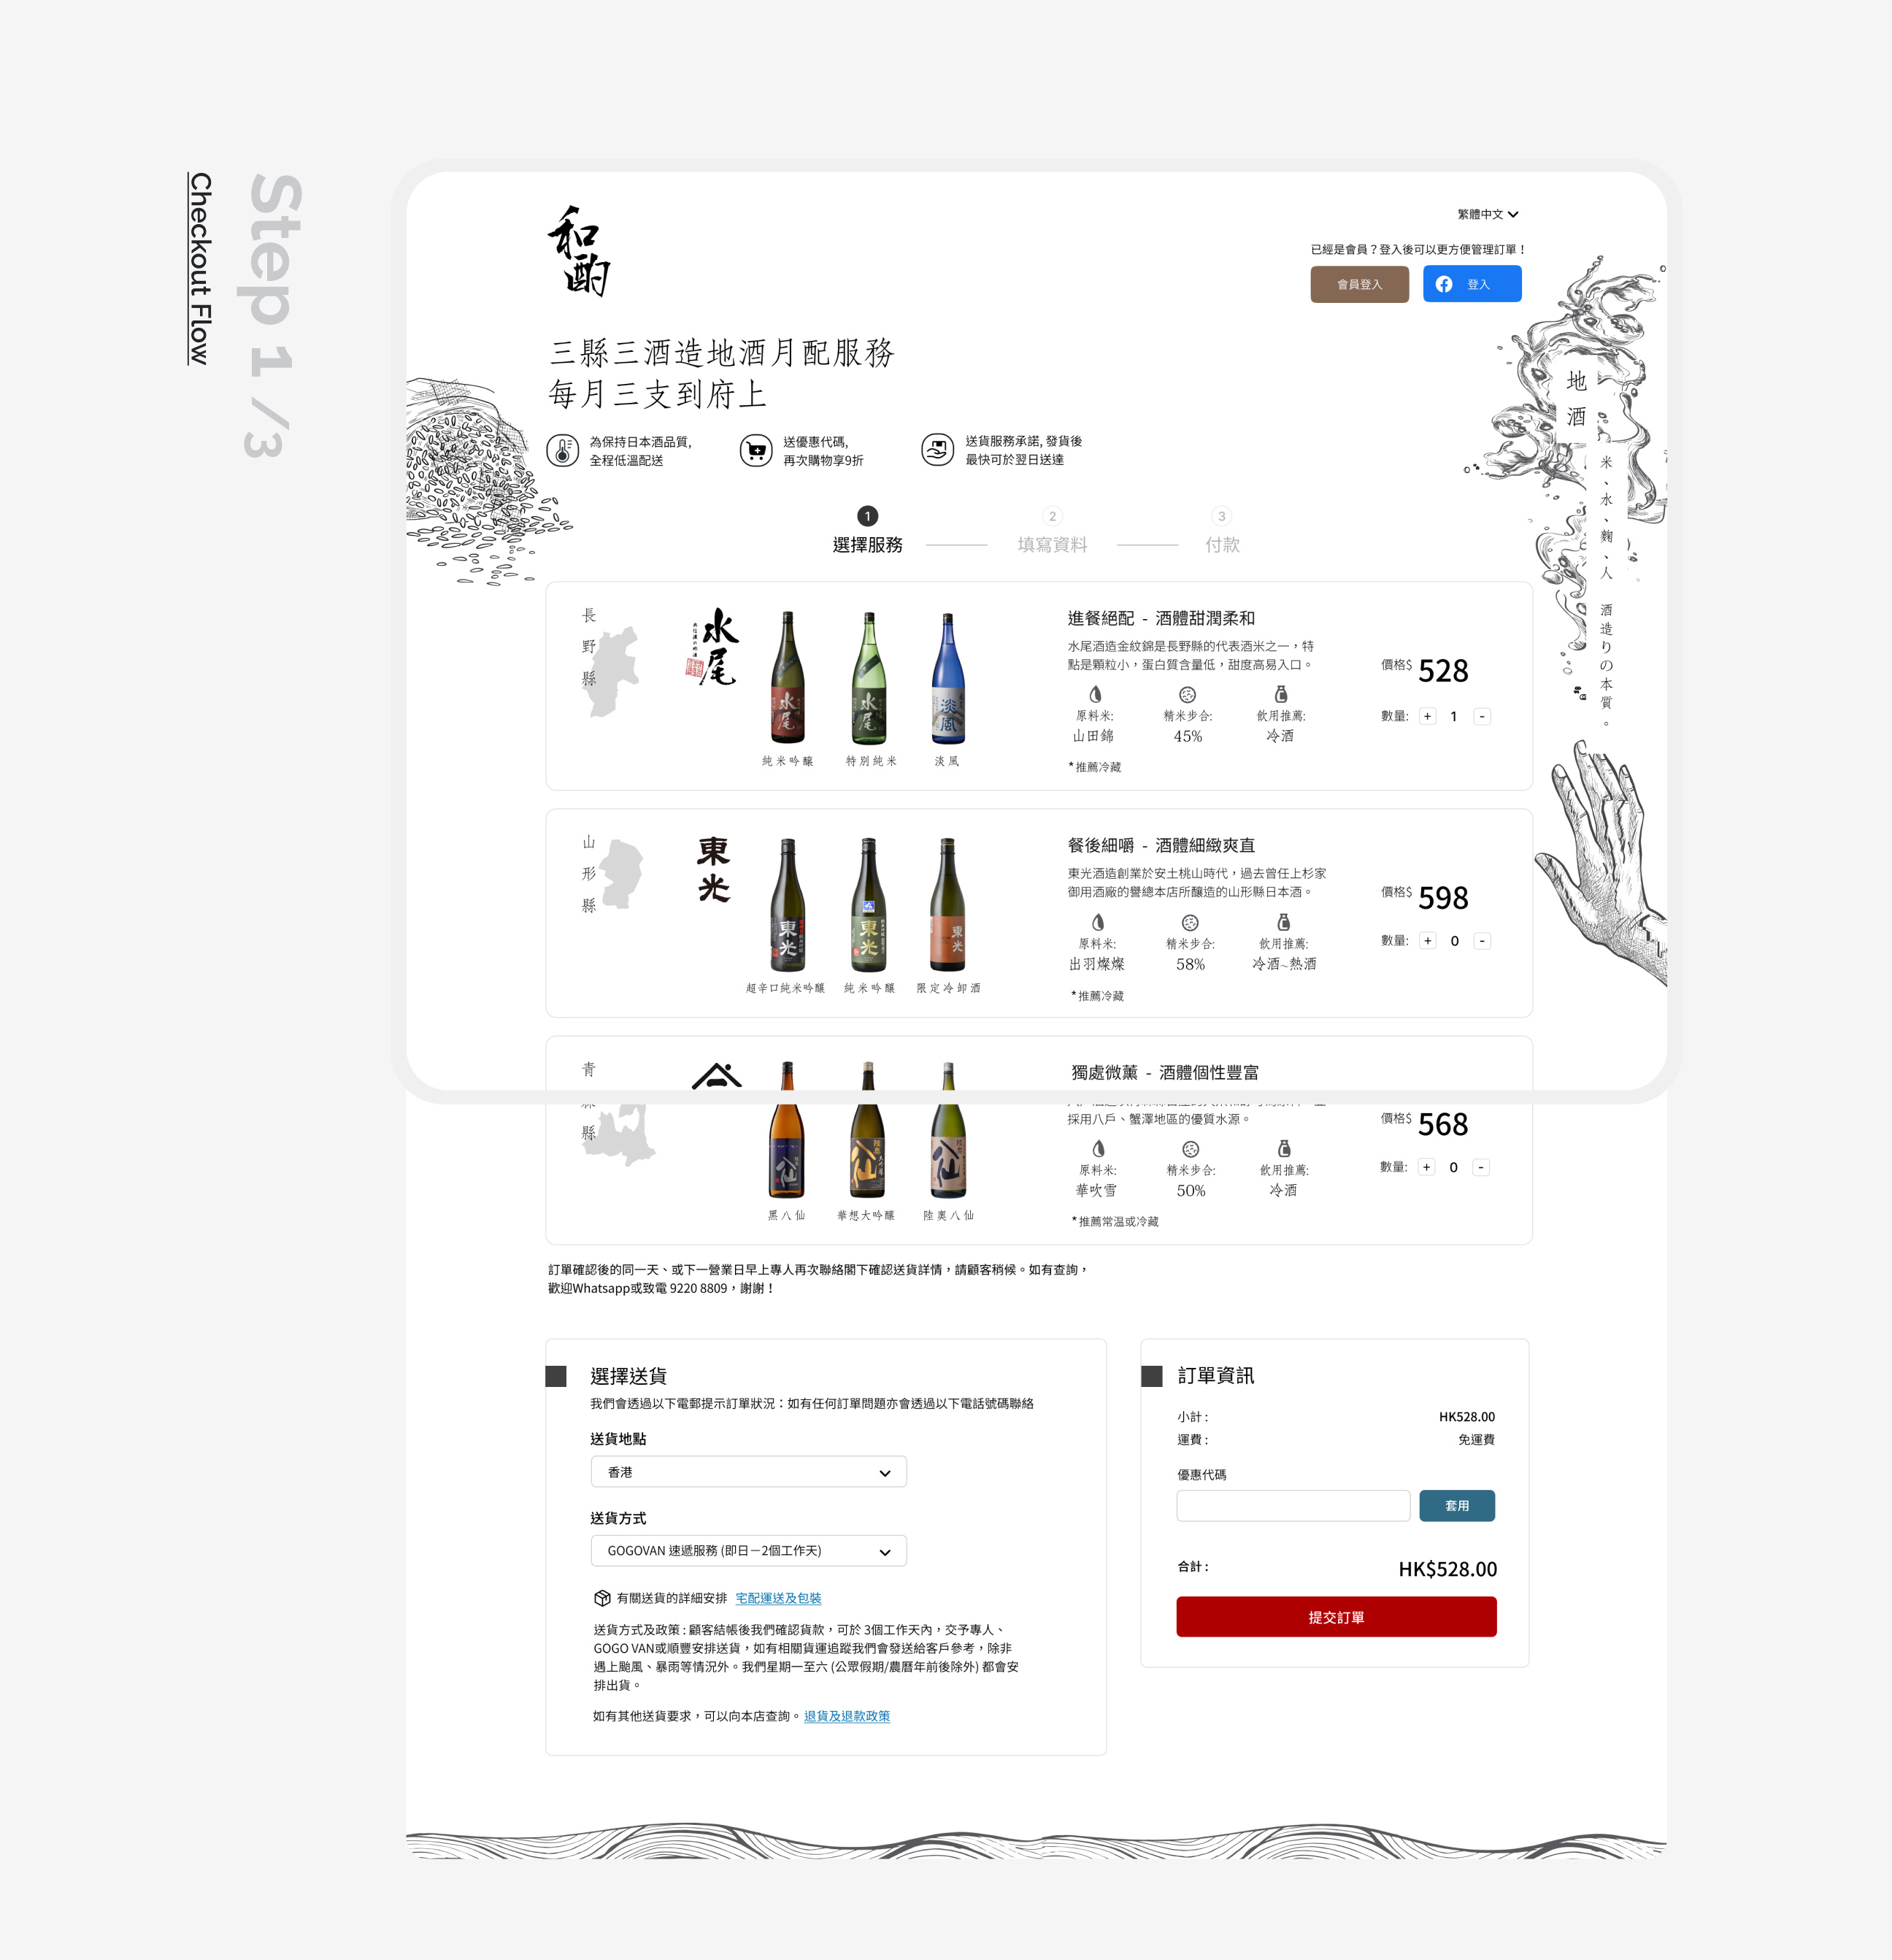 Step 1 / 3
Checkout Flow
和酌
繁體中文
已經是會員？登入後可以更方便管理訂單！
會員登入
登入
三縣三酒造地酒月配服務
每月三支到府上
為保持日本酒品質,
全程低溫配送
送優惠代碼,
再次購物享9折
送貨服務承諾, 發貨後
最快可於翌日送達
地酒
米、水、麴、人 酒造りの本質。
1
選擇服務
2
填寫資料
3
付款
長野縣
水尾
水尾
水尾
淡風
純米吟釀
特別純米
淡風
進餐絕配 - 酒體甜潤柔和
水尾酒造金紋錦是長野縣的代表酒米之一，特
點是顆粒小，蛋白質含量低，甜度高易入口。
原料米:
山田錦
精米步合:
45%
飲用推薦:
冷酒
*推薦冷藏
價格$ 528
數量: + 1 -
山形縣
東光
東光
東光
東光
超辛口純米吟釀
純米吟釀
限定冷卸酒
餐後細嚼 - 酒體細緻爽直
東光酒造創業於安土桃山時代，過去曾任上杉家
御用酒廠的譽總本店所釀造的山形縣日本酒。
原料米:
出羽燦燦
精米步合:
58%
飲用推薦:
冷酒~熱酒
*推薦冷藏
價格$ 598
數量: + 0 -
青
縣
八仙
八仙
八仙
黑八仙
華想大吟釀
陸奧八仙
獨處微薰 - 酒體個性豐富
採用八戶、蟹澤地區的優質水源。
原料米:
華吹雪
精米步合:
50%
飲用推薦:
冷酒
*推薦常温或冷藏
價格$ 568
數量: + 0 -
訂單確認後的同一天、或下一營業日早上專人再次聯絡閣下確認送貨詳情，請顧客稍候。如有查詢，
歡迎Whatsapp或致電 9220 8809，謝謝！
選擇送貨
我們會透過以下電郵提示訂單狀況：如有任何訂單問題亦會透過以下電話號碼聯絡
送貨地點
香港
送貨方式
GOGOVAN 速遞服務 (即日－2個工作天)
有關送貨的詳細安排 宅配運送及包裝
送貨方式及政策 : 顧客結帳後我們確認貨款，可於 3個工作天內，交予專人、
GOGO VAN或順豐安排送貨，如有相關貨運追蹤我們會發送給客戶參考，除非
遇上颱風、暴雨等情況外。我們星期一至六 (公眾假期/農曆年前後除外) 都會安
排出貨。
如有其他送貨要求，可以向本店查詢。退貨及退款政策
訂單資訊
小計 : HK528.00
運費 : 免運費
優惠代碼
套用
合計 : HK$528.00
提交訂單